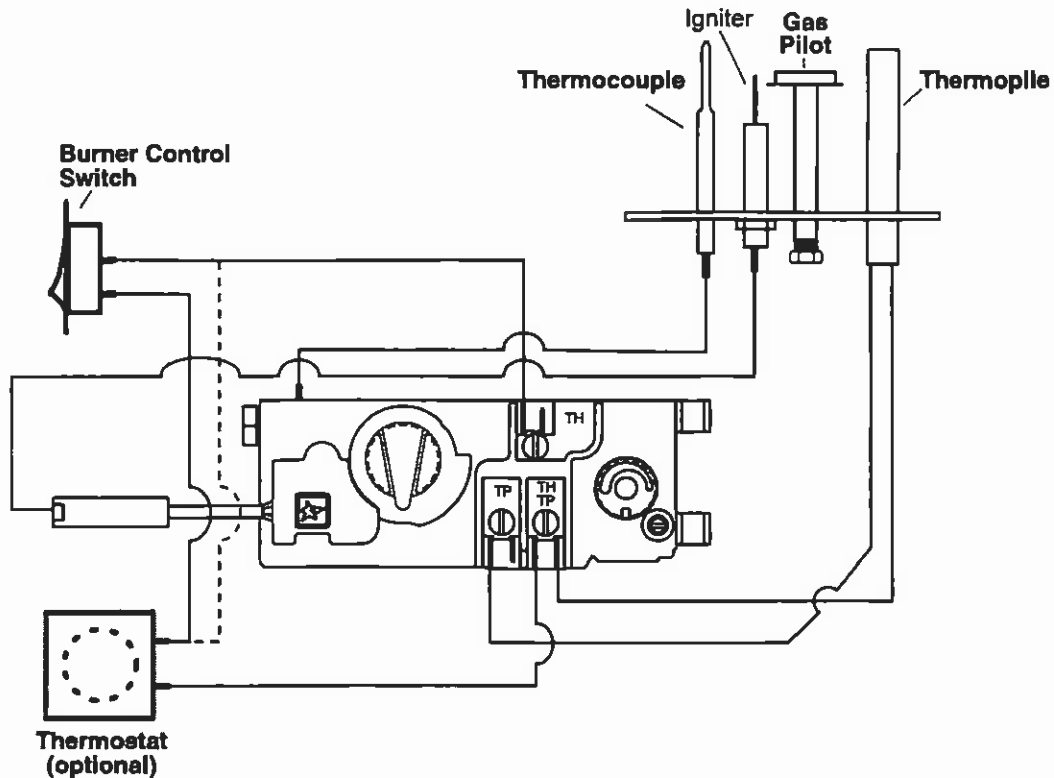 Igniter
Gas
Pilot
Thermocouple
Thermopile
Burner Control
Switch
TH
TP
TH
TP
Thermostat
(optional)